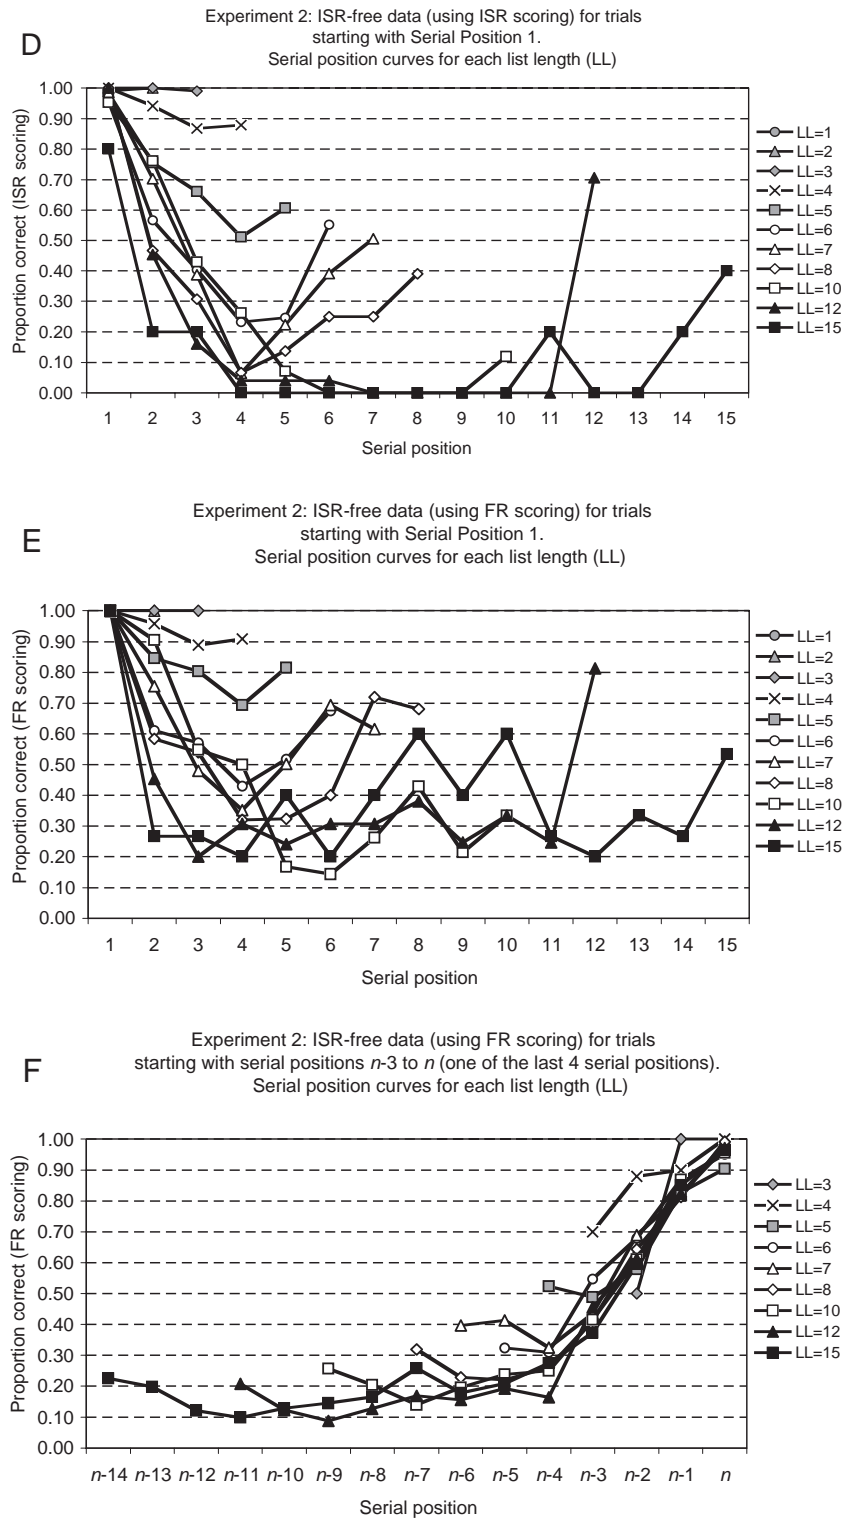 D
Experiment 2: ISR-free data (using ISR scoring) for trials
starting with Serial Position 1.
Serial position curves for each list length (LL)
Proportion correct (ISR scoring)
1.00
0.90
0.80
0.70
0.60
0.50
0.40
0.30
0.20
0.10
0.00
1 2 3 4 5 6 7 8 9 10 11 12 13 14 15
Serial position
LL=1
LL=2
LL=3
LL=4
LL=5
LL=6
LL=7
LL=8
LL=10
LL=12
LL=15
E
Experiment 2: ISR-free data (using FR scoring) for trials
starting with Serial Position 1.
Serial position curves for each list length (LL)
Proportion correct (FR scoring)
1.00
0.90
0.80
0.70
0.60
0.50
0.40
0.30
0.20
0.10
0.00
1 2 3 4 5 6 7 8 9 10 11 12 13 14 15
Serial position
LL=1
LL=2
LL=3
LL=4
LL=5
LL=6
LL=7
LL=8
LL=10
LL=12
LL=15
F
Experiment 2: ISR-free data (using FR scoring) for trials
starting with serial positions n-3 to n (one of the last 4 serial positions).
Serial position curves for each list length (LL)
Proportion correct (FR scoring)
1.00
0.90
0.80
0.70
0.60
0.50
0.40
0.30
0.20
0.10
0.00
n-14 n-13 n-12 n-11 n-10 n-9 n-8 n-7 n-6 n-5 n-4 n-3 n-2 n-1 n
Serial position
LL=3
LL=4
LL=5
LL=6
LL=7
LL=8
LL=10
LL=12
LL=15